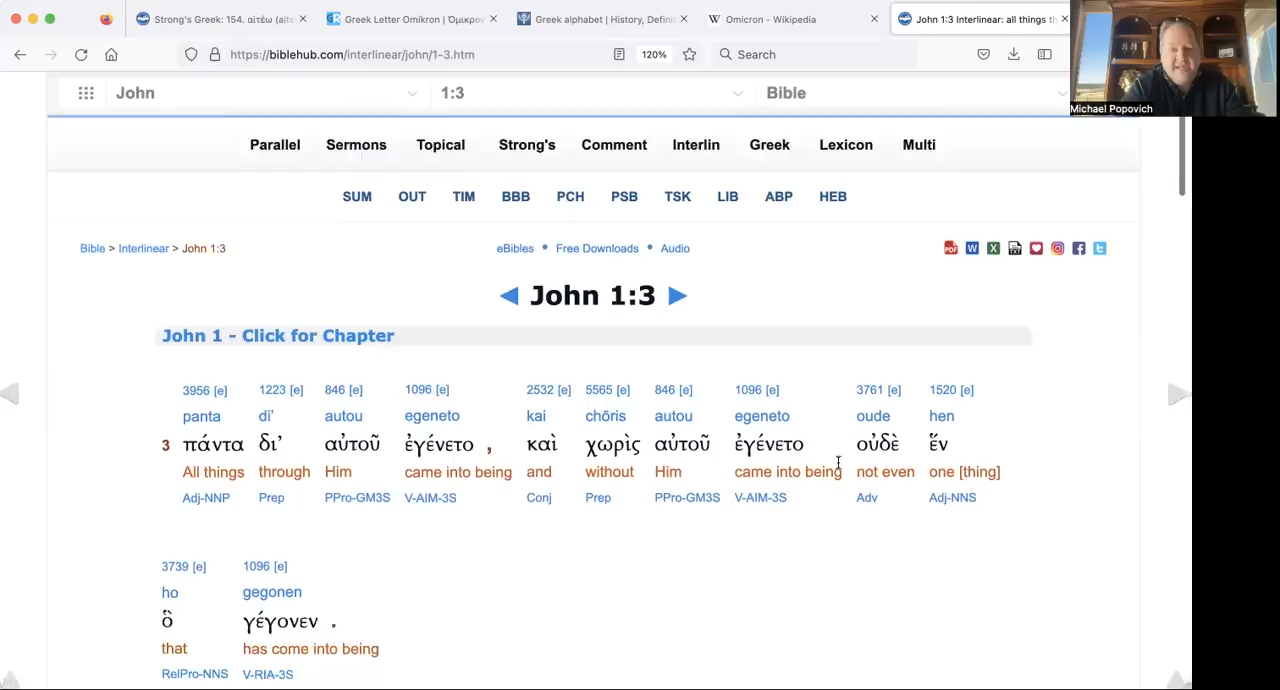 Strong's Greek: 154. αἰτέω (aite
Greek Letter Omikron | Όμικρον
Greek alphabet | History, Defini
Omicron - Wikipedia
John 1:3 Interlinear: all things th
https://biblehub.com/interlinear/john/1-3.htm 120% Search
Michael Popovich
John 1:3 Bible
Parallel Sermons Topical Strong's Comment Interlin Greek Lexicon Multi
SUM OUT TIM BBB PCH PSB TSK LIB ABP HEB
Bible > Interlinear > John 1:3 eBibles • Free Downloads • Audio
◄ John 1:3 ►
John 1 - Click for Chapter
3956 [e] 1223 [e] 846 [e] 1096 [e] 2532 [e] 5565 [e] 846 [e] 1096 [e] 3761 [e] 1520 [e]
panta di' autou egeneto kai chōris autou egeneto oude hen
3 πάντα δι' αὐτοῦ ἐγένετο , καὶ χωρὶς αὐτοῦ ἐγένετο οὐδὲ ἕν
All things through Him came into being and without Him came into being not even one [thing]
Adj-NNP Prep PPro-GM3S V-AIM-3S Conj Prep PPro-GM3S V-AIM-3S Adv Adj-NNS
3739 [e] 1096 [e]
ho gegonen
ὃ γέγονεν .
that has come into being
RelPro-NNS V-RIA-3S